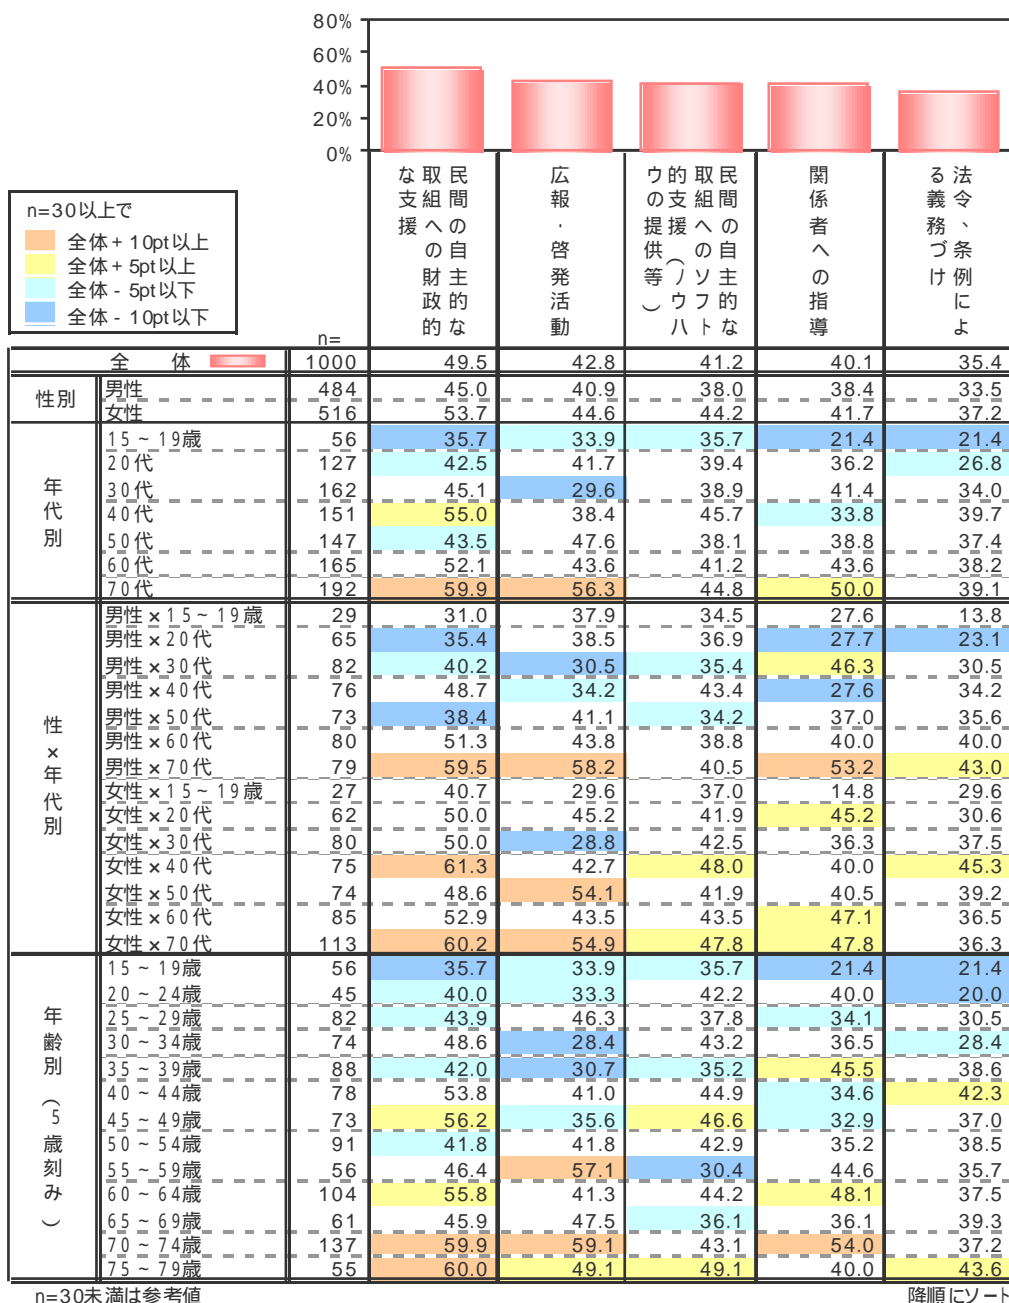 80%
60%
40%
20%
0%
民間の自主的な
取組への財政的
な支援
広報・啓発活動
民間の自主的な
取組へのソフト
的支援(ノウハ
ウの提供等)
関係者への指導
法令、条例によ
る義務づけ
n=30以上で
全体+10pt以上
全体+5pt以上
全体-5pt以下
全体-10pt以下
n=
全 体 1000 49.5 42.8 41.2 40.1 35.4
性別
男性 484 45.0 40.9 38.0 38.4 33.5
女性 516 53.7 44.6 44.2 41.7 37.2
年代別
15~19歳 56 35.7 33.9 35.7 21.4 21.4
20代 127 42.5 41.7 39.4 36.2 26.8
30代 162 45.1 29.6 38.9 41.4 34.0
40代 151 55.0 38.4 45.7 33.8 39.7
50代 147 43.5 47.6 38.1 38.8 37.4
60代 165 52.1 43.6 41.2 43.6 38.2
70代 192 59.9 56.3 44.8 50.0 39.1
性×年代別
男性×15~19歳 29 31.0 37.9 34.5 27.6 13.8
男性×20代 65 35.4 38.5 36.9 27.7 23.1
男性×30代 82 40.2 30.5 35.4 46.3 30.5
男性×40代 76 48.7 34.2 43.4 27.6 34.2
男性×50代 73 38.4 41.1 34.2 37.0 35.6
男性×60代 80 51.3 43.8 38.8 40.0 40.0
男性×70代 79 59.5 58.2 40.5 53.2 43.0
女性×15~19歳 27 40.7 29.6 37.0 14.8 29.6
女性×20代 62 50.0 45.2 41.9 45.2 30.6
女性×30代 80 50.0 28.8 42.5 36.3 37.5
女性×40代 75 61.3 42.7 48.0 40.0 45.3
女性×50代 74 48.6 54.1 41.9 40.5 39.2
女性×60代 85 52.9 43.5 43.5 47.1 36.5
女性×70代 113 60.2 54.9 47.8 47.8 36.3
年齢別(5歳刻み)
15~19歳 56 35.7 33.9 35.7 21.4 21.4
20~24歳 45 40.0 33.3 42.2 40.0 20.0
25~29歳 82 43.9 46.3 37.8 34.1 30.5
30~34歳 74 48.6 28.4 43.2 36.5 28.4
35~39歳 88 42.0 30.7 35.2 45.5 38.6
40~44歳 78 53.8 41.0 44.9 34.6 42.3
45~49歳 73 56.2 35.6 46.6 32.9 37.0
50~54歳 91 41.8 41.8 42.9 35.2 38.5
55~59歳 56 46.4 57.1 30.4 44.6 35.7
60~64歳 104 55.8 41.3 44.2 48.1 37.5
65~69歳 61 45.9 47.5 36.1 36.1 39.3
70~74歳 137 59.9 59.1 43.1 54.0 37.2
75~79歳 55 60.0 49.1 49.1 40.0 43.6
n=30未満は参考値
降順にソート